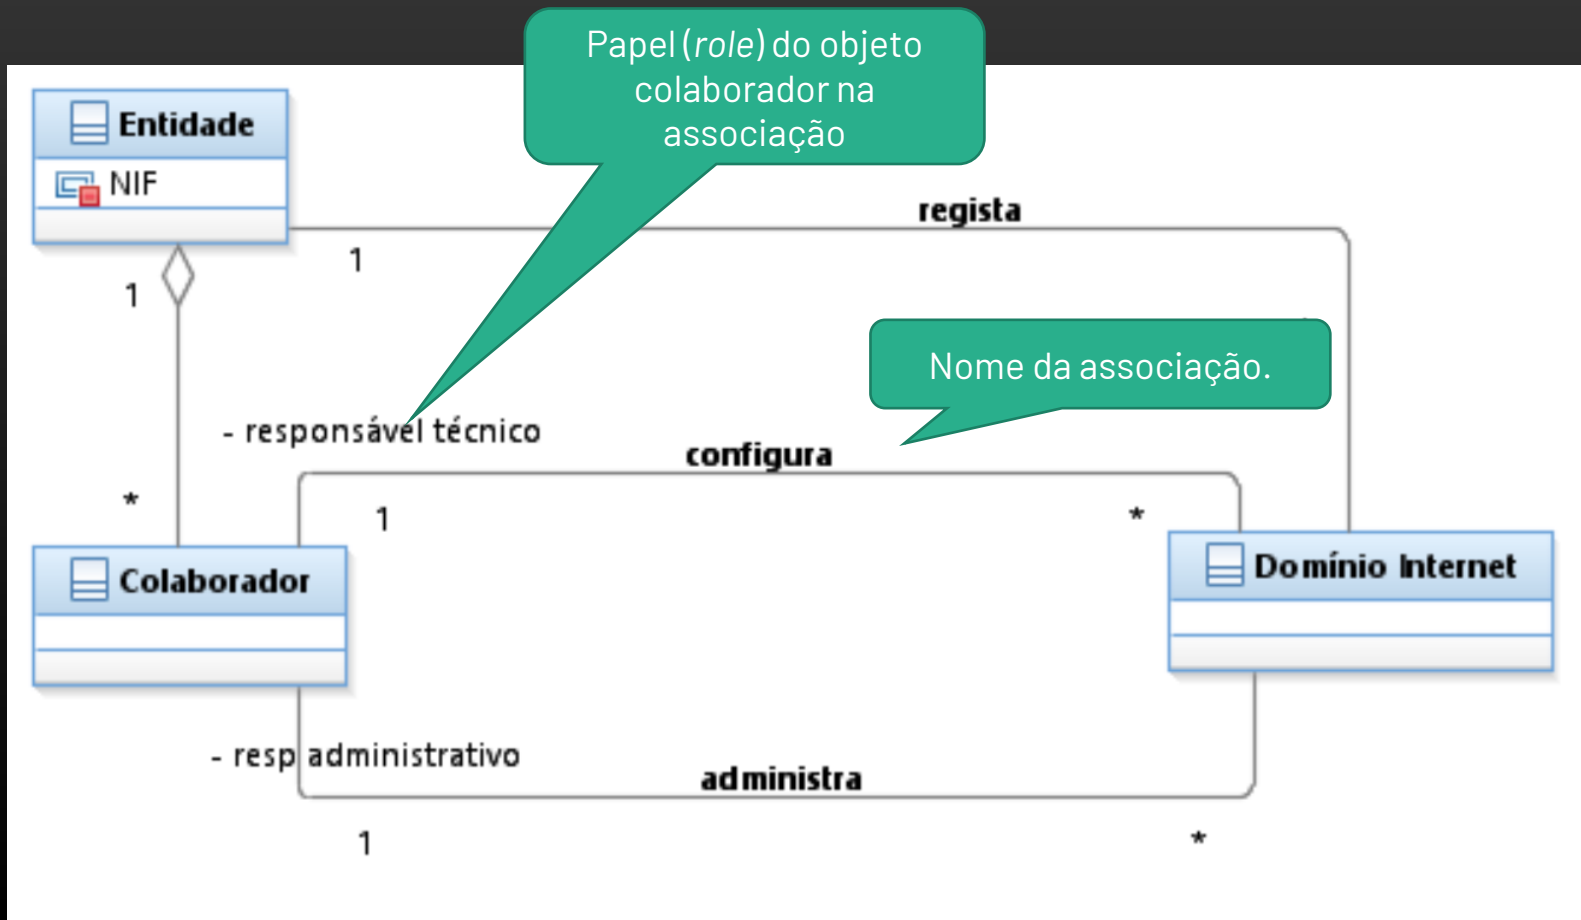 Papel (role) do objeto
colaborador na
associação
Entidade
NIF
regista
1
1
Nome da associação.
- responsável técnico
configura
*
1
*
Colaborador
Domínio Internet
- resp administrativo
administra
1
*